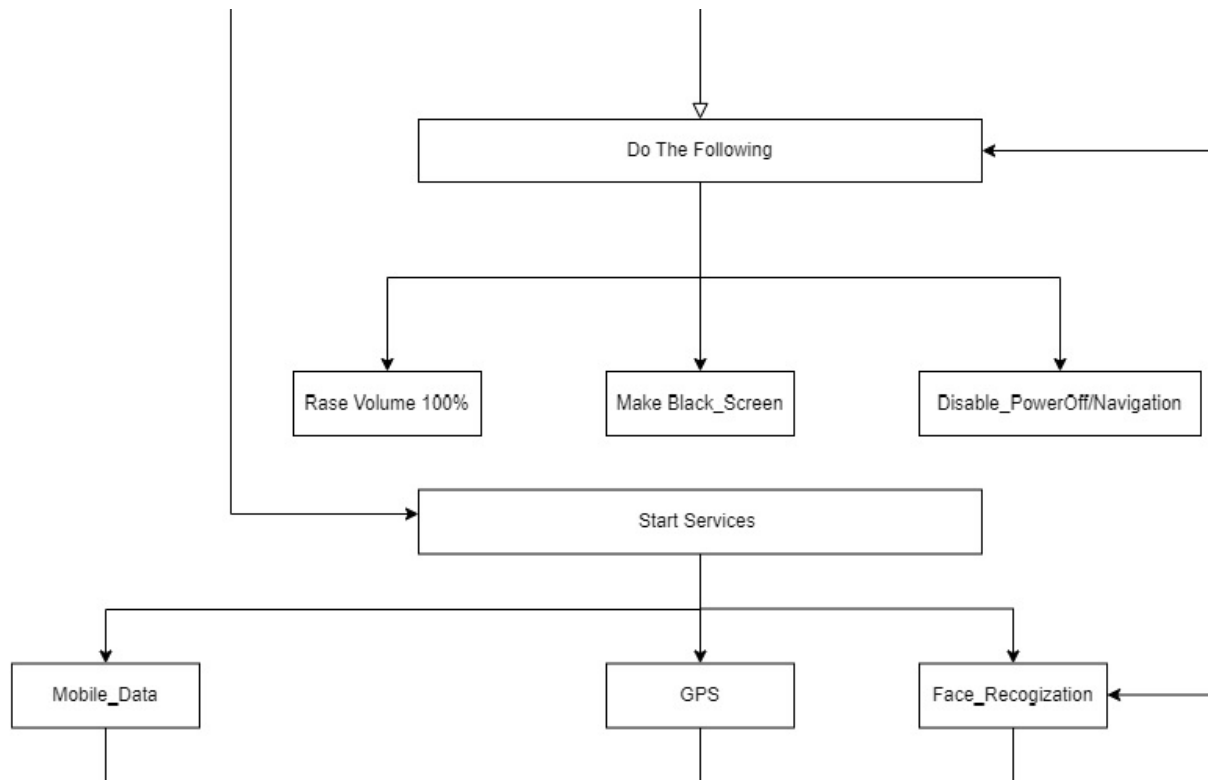 Do The Following
Rase Volume 100%
Make Black_Screen
Disable_PowerOff/Navigation
Start Services
Mobile_Data
GPS
Face_Recogization